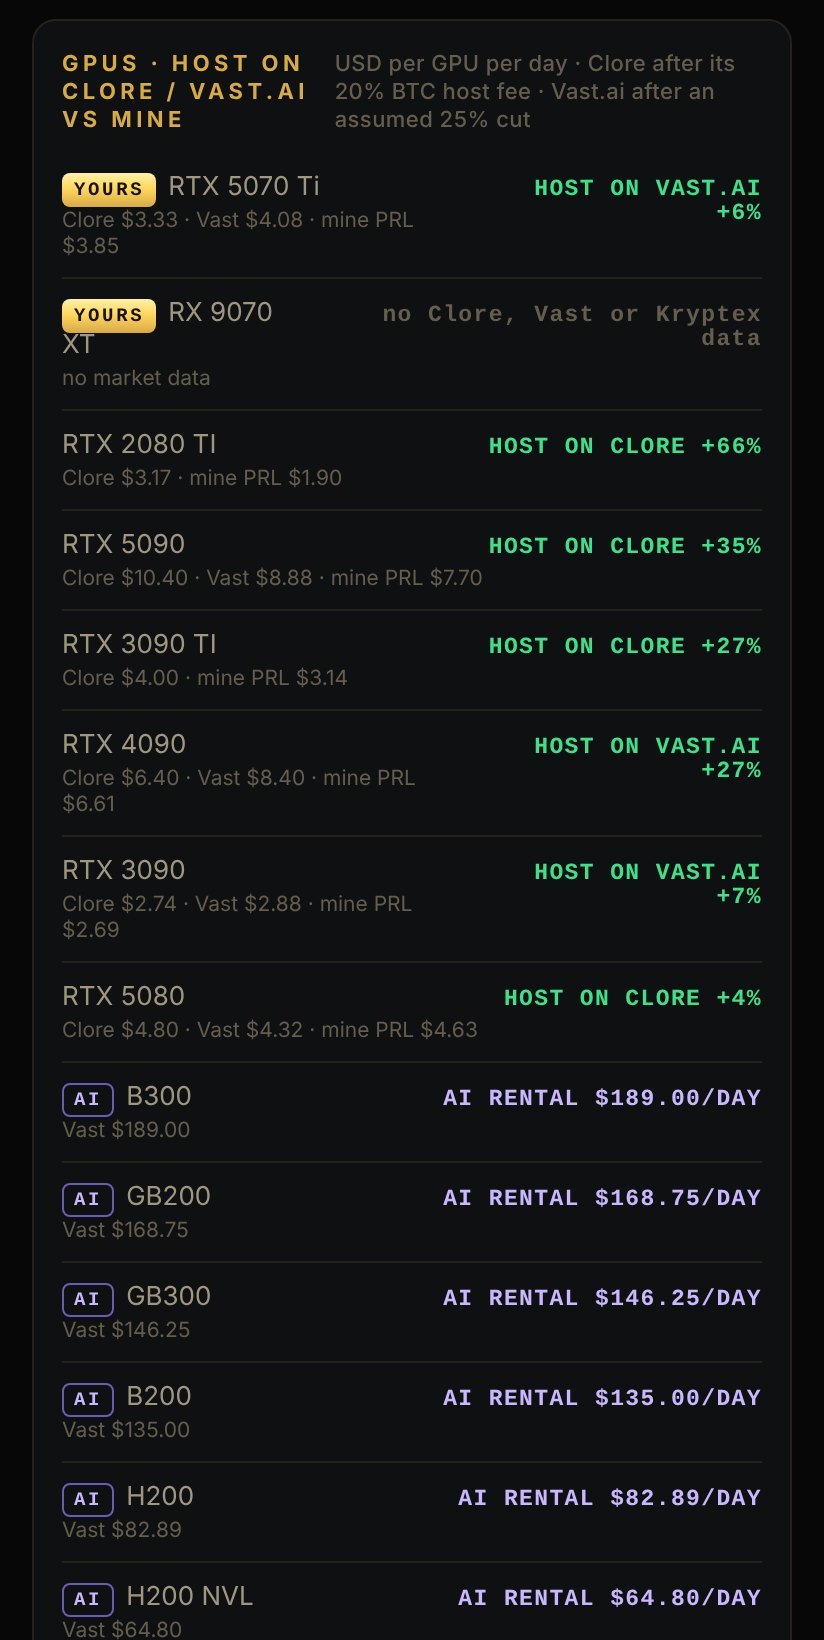 GPUS · HOST ON
CLORE / VAST.AI
VS MINE
USD per GPU per day · Clore after its
20% BTC host fee · Vast.ai after an
assumed 25% cut
YOURS RTX 5070 Ti
HOST ON VAST.AI
+6%
Clore $3.33 · Vast $4.08 · mine PRL
$3.85
YOURS RX 9070
XT
no Clore, Vast or Kryptex
data
no market data
RTX 2080 TI
HOST ON CLORE +66%
Clore $3.17 · mine PRL $1.90
RTX 5090
HOST ON CLORE +35%
Clore $10.40 · Vast $8.88 · mine PRL $7.70
RTX 3090 TI
HOST ON CLORE +27%
Clore $4.00 · mine PRL $3.14
RTX 4090
HOST ON VAST.AI
+27%
Clore $6.40 · Vast $8.40 · mine PRL
$6.61
RTX 3090
HOST ON VAST.AI
+7%
Clore $2.74 · Vast $2.88 · mine PRL
$2.69
RTX 5080
HOST ON CLORE +4%
Clore $4.80 · Vast $4.32 · mine PRL $4.63
AI B300
AI RENTAL $189.00/DAY
Vast $189.00
AI GB200
AI RENTAL $168.75/DAY
Vast $168.75
AI GB300
AI RENTAL $146.25/DAY
Vast $146.25
AI B200
AI RENTAL $135.00/DAY
Vast $135.00
AI H200
AI RENTAL $82.89/DAY
Vast $82.89
AI H200 NVL
AI RENTAL $64.80/DAY
Vast $64.80